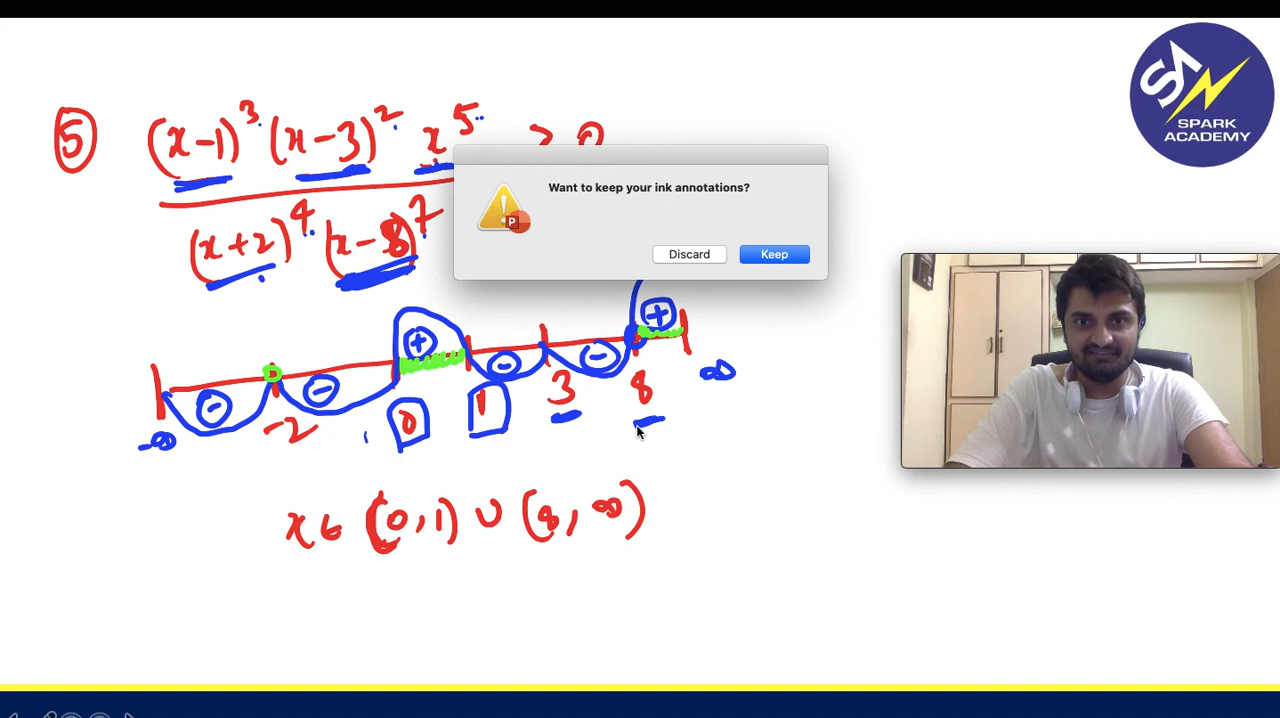 ⑤ (x-1)³ (x-3)² x⁵ > 0
(x+2)⁴ (x-8)⁷
Want to keep your ink annotations?
Discard Keep
SPARK
ACADEMY
+ +
- - - -
-∞ -2 0 1 3 8 ∞
x ∈ (0, 1) ∪ (8, ∞)
P